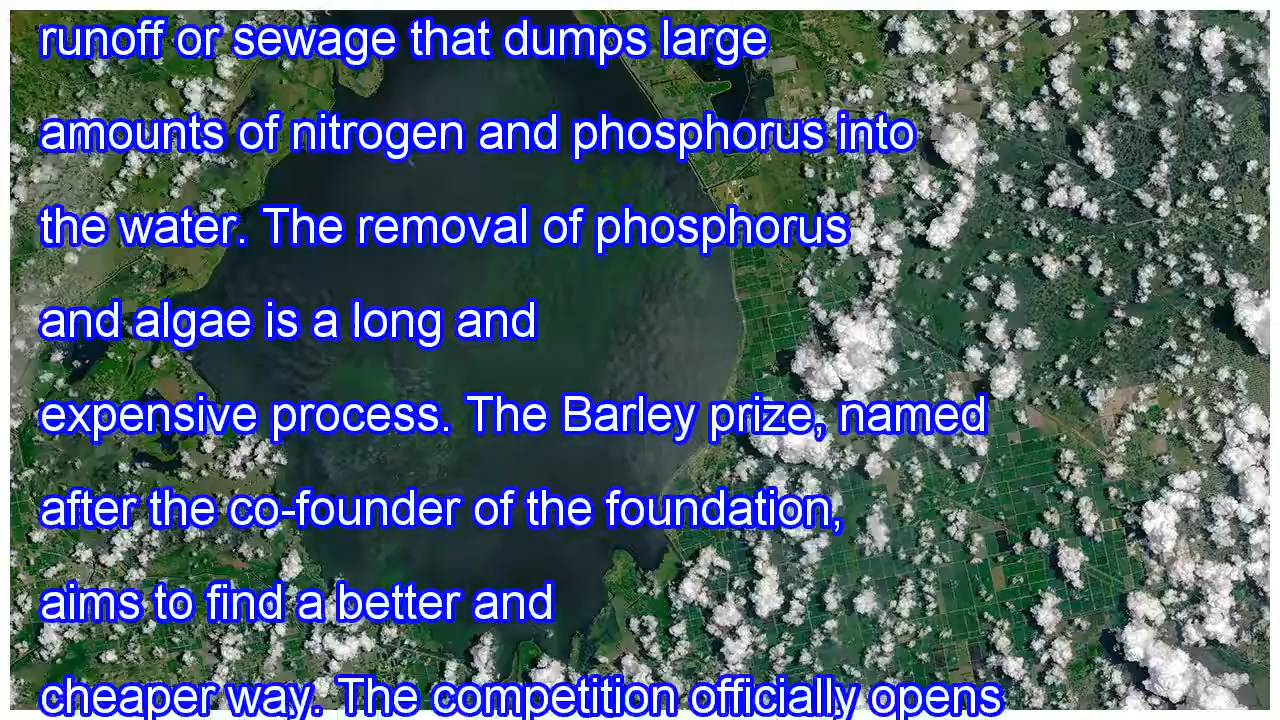 runoff or sewage that dumps large
amounts of nitrogen and phosphorus into
the water. The removal of phosphorus
and algae is a long and
expensive process. The Barley prize, named
after the co-founder of the foundation,
aims to find a better and
cheaper way. The competition officially opens